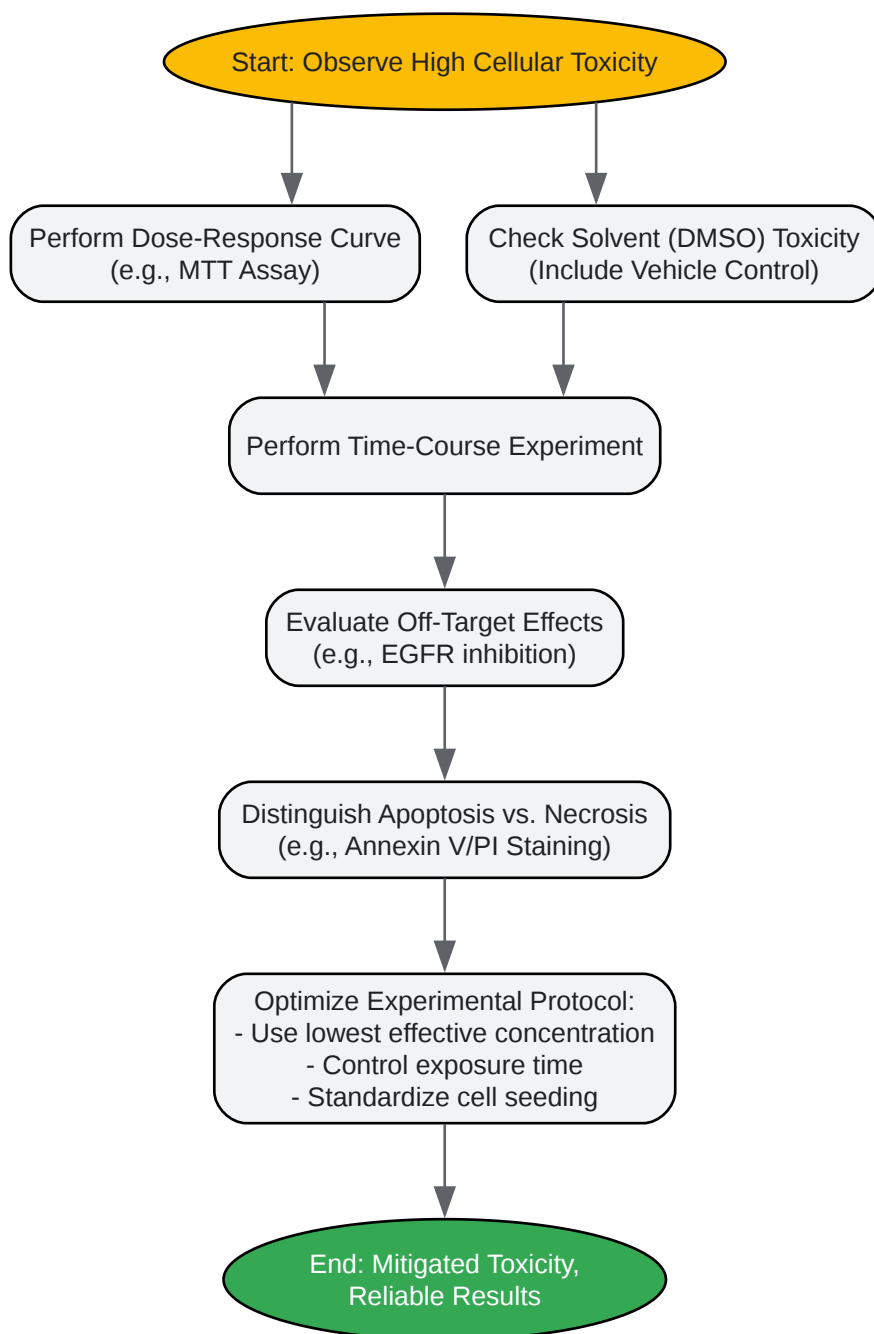 Start: Observe High Cellular Toxicity
Perform Dose-Response Curve
(e.g., MTT Assay)
Check Solvent (DMSO) Toxicity
(Include Vehicle Control)
Perform Time-Course Experiment
Evaluate Off-Target Effects
(e.g., EGFR inhibition)
Distinguish Apoptosis vs. Necrosis
(e.g., Annexin V/PI Staining)
Optimize Experimental Protocol:
- Use lowest effective concentration
- Control exposure time
- Standardize cell seeding
End: Mitigated Toxicity,
Reliable Results